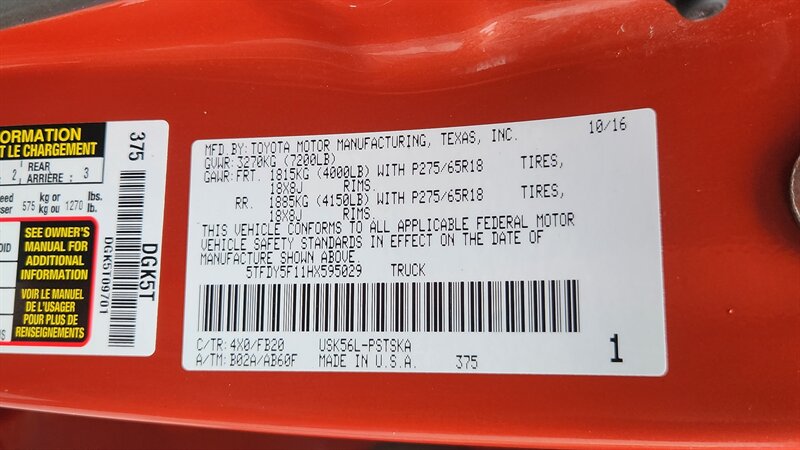 ORMATION
T LE CHARGEMENT
2 REAR ARRIÈRE : 3
575 kg or lbs.
kg ou 1270 lb.
SEE OWNER'S
MANUAL FOR
ADDITIONAL
INFORMATION
VOIR LE MANUEL
DE L'USAGER
POUR PLUS DE
RENSEIGNEMENTS
375
DGK5T09701
DGK5T
MFD.BY:TOYOTA MOTOR MANUFACTURING, TEXAS, INC. 10/16
GVWR:3270KG (7200LB)
GAWR:FRT. 1815KG (4000LB) WITH P275/65R18 TIRES,
18X8J RIMS.
RR. 1885KG (4150LB) WITH P275/65R18 TIRES,
18X8J RIMS.
THIS VEHICLE CONFORMS TO ALL APPLICABLE FEDERAL MOTOR
VEHICLE SAFETY STANDARDS IN EFFECT ON THE DATE OF
MANUFACTURE SHOWN ABOVE.
5TFDY5F11HX595029 TRUCK
C/TR:4X0/FB20 USK56L-PSTSKA
A/TM:B02A/AB60F MADE IN U.S.A. 375
1